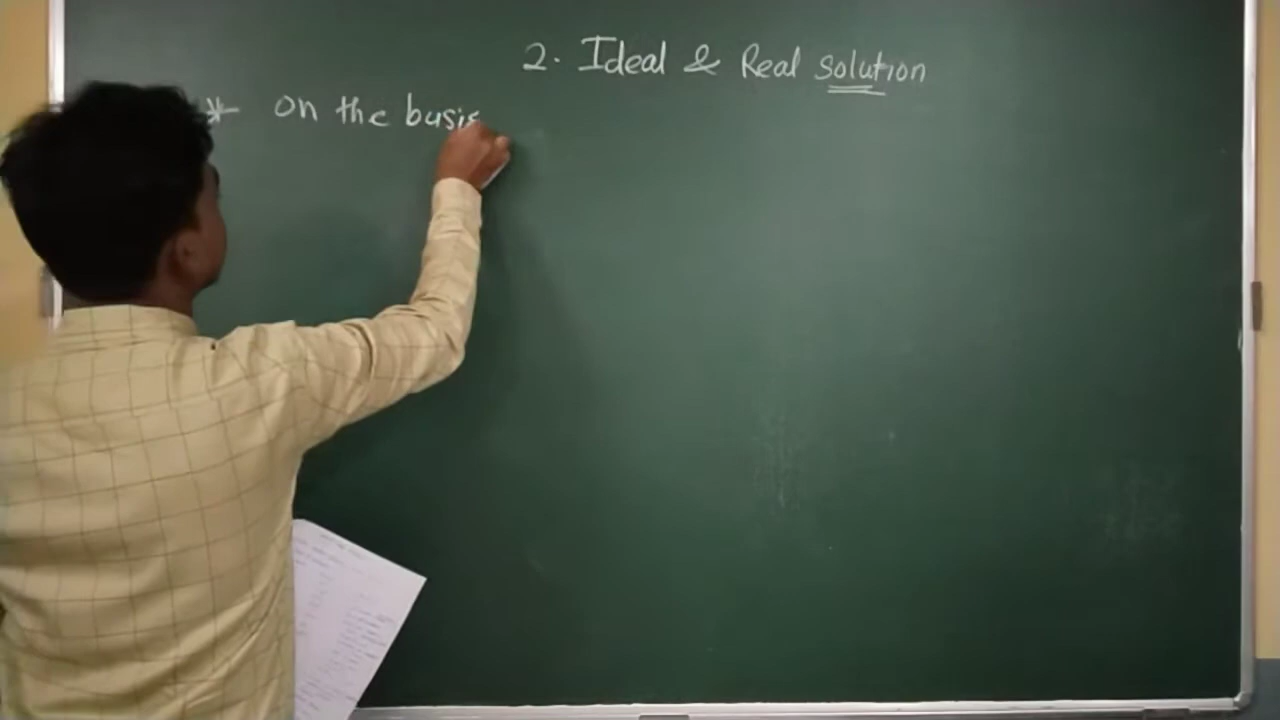 2. Ideal & Real solution
* on the basis